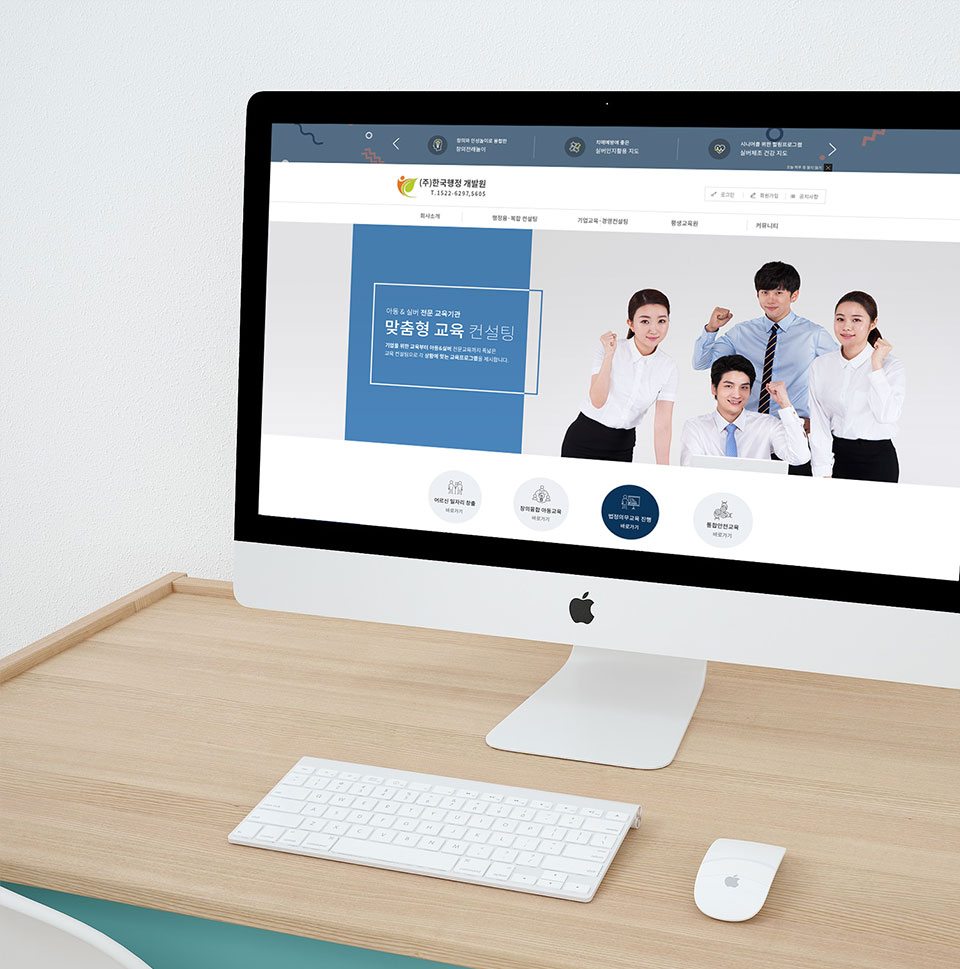 창의와 인성놀이로 융합한
창의전래놀이
치매예방에 좋은
실버인지활용 지도
시니어를 위한 힐링프로그램
실버체조 건강 지도
(주)한국행정 개발원
T.1522-6297,5605
로그인
회원가입
공지사항
회사소개
행정융·복합 컨설팅
기업교육·경영컨설팅
평생교육원
커뮤니티
아동 & 실버 전문 교육기관
맞춤형 교육 컨설팅
기업을 위한 교육부터 아동&실버 전문교육까지 폭넓은
교육 컨설팅으로 각 상황에 맞는 교육프로그램을 제시합니다.
어르신 일자리 창출
바로가기
창의융합 아동교육
바로가기
법정의무교육 진행
바로가기
통합안전교육
바로가기